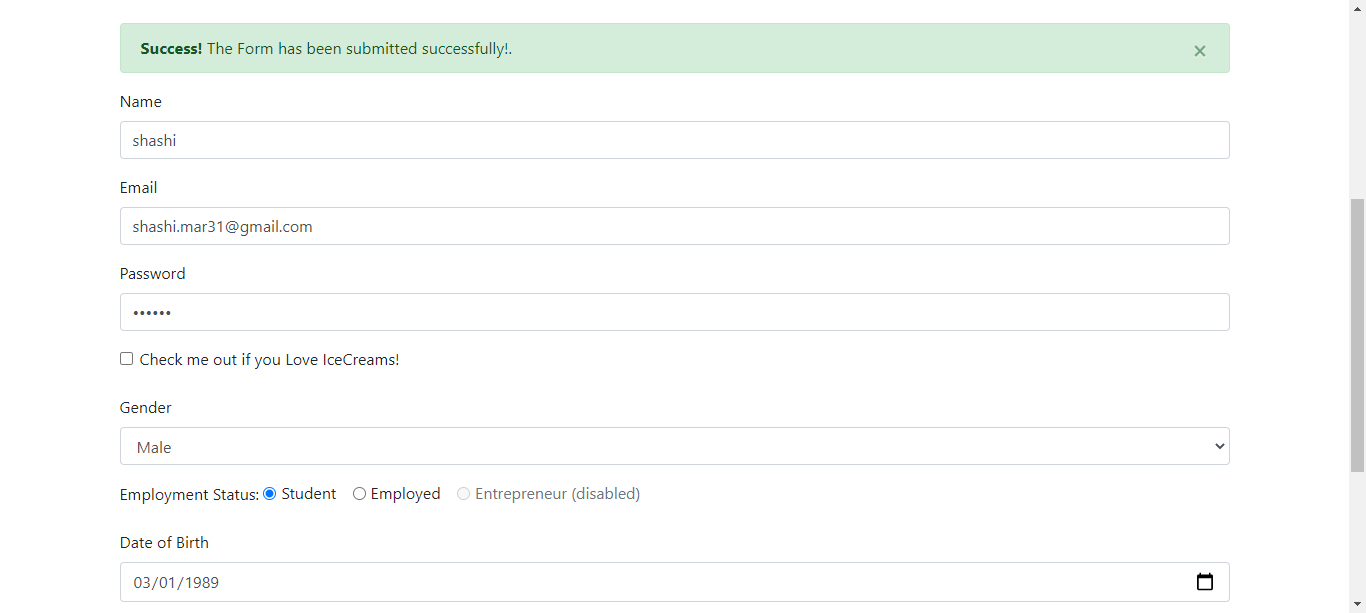 Success! The Form has been submitted successfully!.
×
Name
shashi
Email
shashi.mar31@gmail.com
Password
••••••
Check me out if you Love IceCreams!
Gender
Male
Employment Status: Student Employed Entrepreneur (disabled)
Date of Birth
03/01/1989